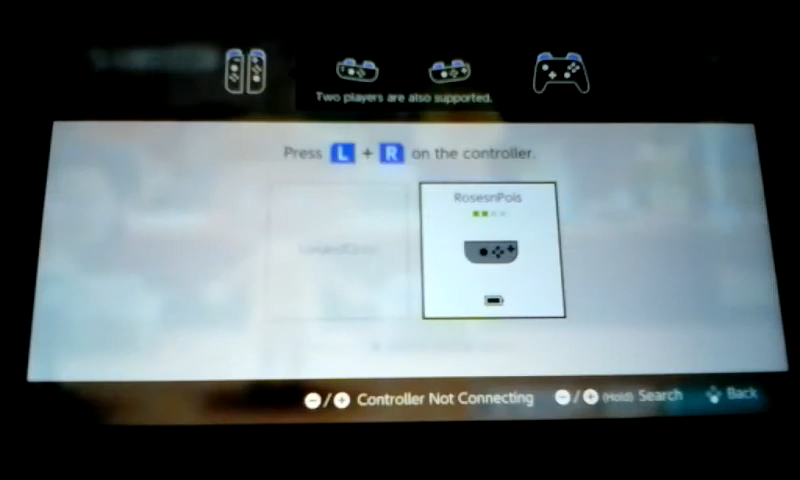 Two players are also supported.
Press L + R on the controller.
RosesnPois
-/+ Controller Not Connecting
-/+ (Hold) Search
Back